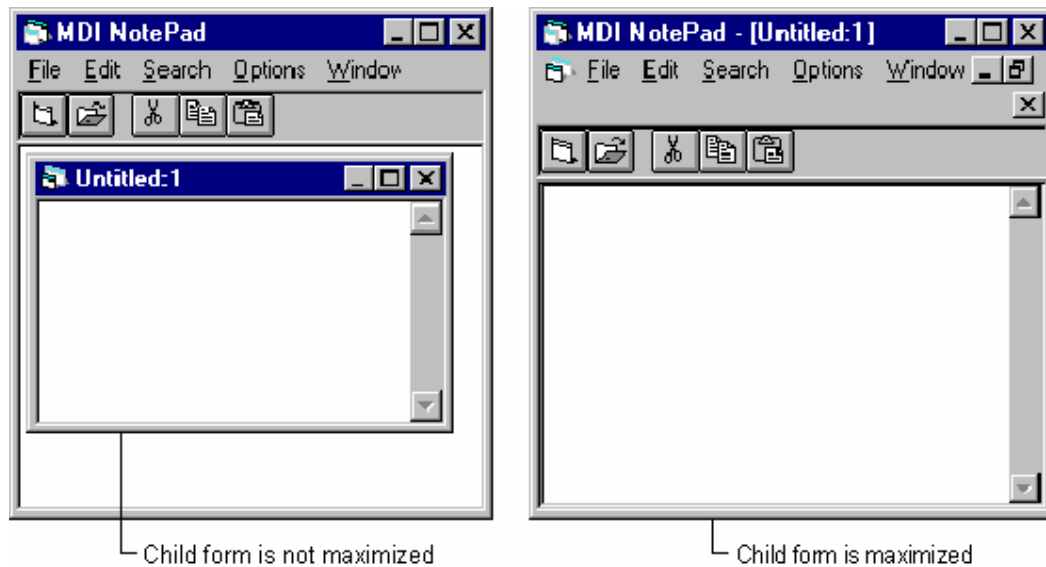 MDI NotePad
File Edit Search Options Window
Untitled:1
Child form is not maximized
MDI NotePad - [Untitled:1]
File Edit Search Options Window
Child form is maximized